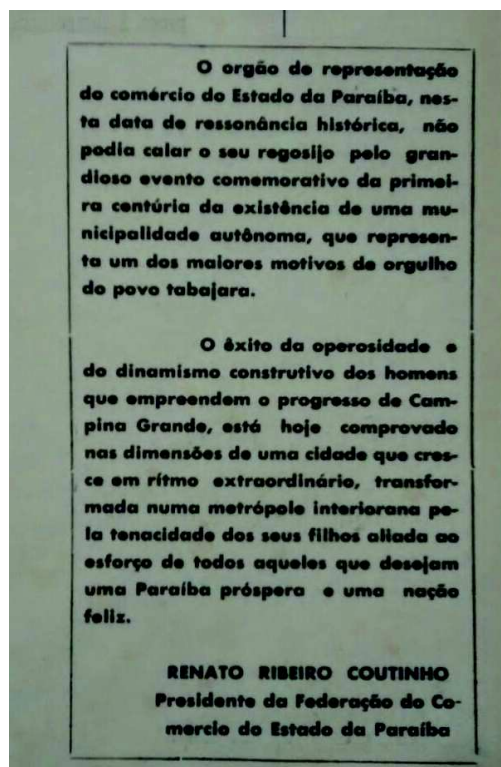 O orgão de representação
do comércio do Estado da Paraíba, nes-
ta data de ressonância histórica, não
podia calar o seu regosijo pelo gran-
dioso evento comemorativo da primei-
ra centúria da existência de uma mu-
nicipalidade autônoma, que represen-
ta um dos maiores motivos de orgulho
do povo tabajara.
O êxito da operosidade e
do dinamismo construtivo dos homens
que empreendem o progresso de Cam-
pina Grande, está hoje comprovado
nas dimensões de uma cidade que cres-
ce em rítmo extraordinário, transfor-
mada numa metrópole interiorana pe-
la tenacidade dos seus filhos aliada ao
esforço de todos aqueles que desejam
uma Paraíba próspera e uma nação
feliz.
RENATO RIBEIRO COUTINHO
Presidente da Federação do Co-
mercio do Estado da Paraíba